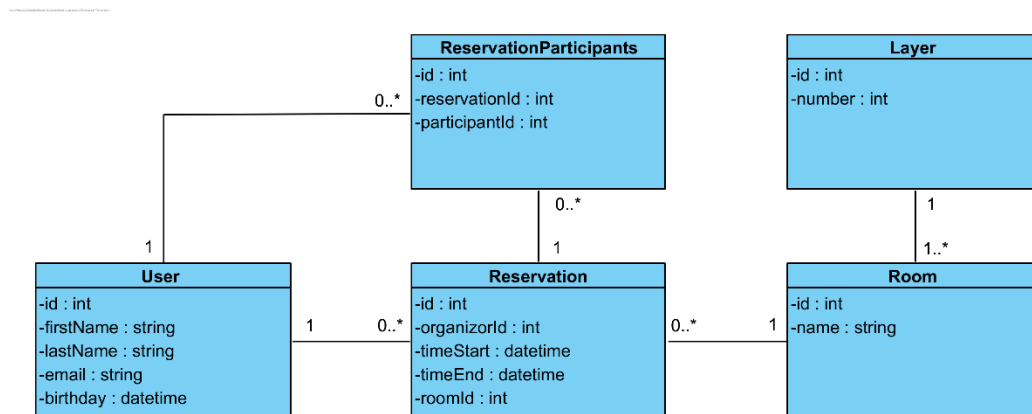 ReservationParticipants
-id : int
-reservationId : int
-participantId : int
Layer
-id : int
-number : int
0..*
0..*
1
1
1
1..*
User
-id : int
-firstName : string
-lastName : string
-email : string
-birthday : datetime
1
0..*
Reservation
-id : int
-organizorId : int
-timeStart : datetime
-timeEnd : datetime
-roomId : int
0..*
1
Room
-id : int
-name : string